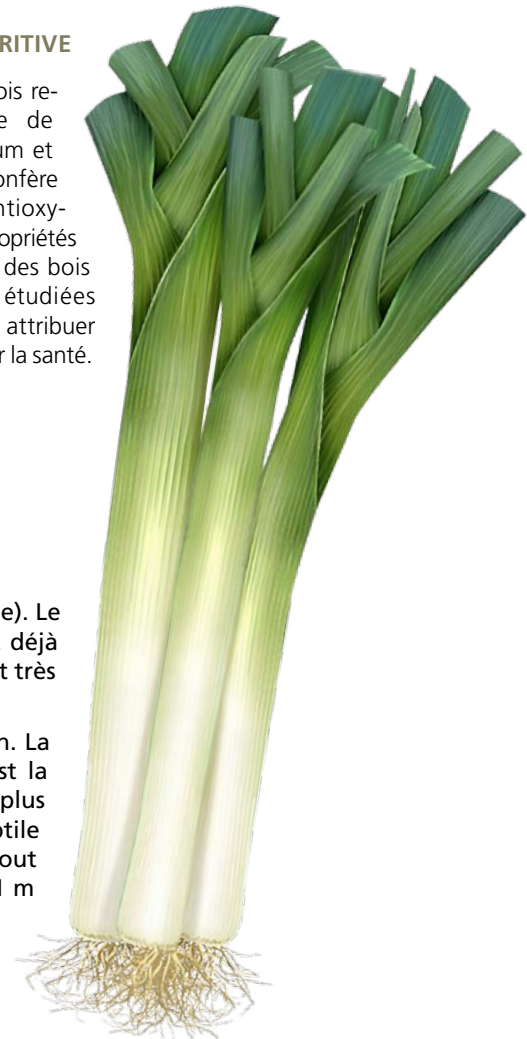 RITIVE
ois re-
e de
um et
onfère
ntioxy-
opriétés
des bois
étudiées
attribuer
r la santé.
e). Le
déjà
t très
n. La
st la
plus
ptile
out
m